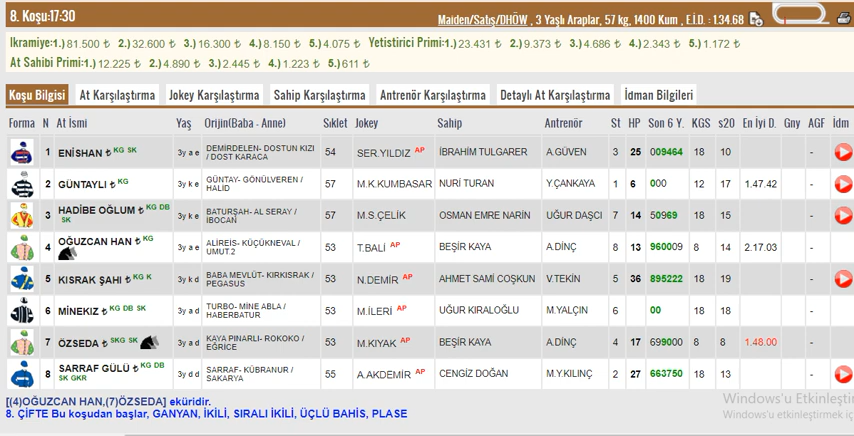 8. Koşu:17:30 Maiden/Satış/DHÖW , 3 Yaşlı Araplar, 57 kg, 1400 Kum , E.İ.D. : 1.34.68
Ikramiye:1.) 81.500 ₺ 2.) 32.600 ₺ 3.) 16.300 ₺ 4.) 8.150 ₺ 5.) 4.075 ₺ Yetistirici Primi:1.) 23.431 ₺ 2.) 9.373 ₺ 3.) 4.686 ₺ 4.) 2.343 ₺ 5.) 1.172 ₺
At Sahibi Primi:1.) 12.225 ₺ 2.) 4.890 ₺ 3.) 2.445 ₺ 4.) 1.223 ₺ 5.) 611 ₺
Koşu Bilgisi At Karşılaştırma Jokey Karşılaştırma Sahip Karşılaştırma Antrenör Karşılaştırma Detaylı At Karşılaştırma İdman Bilgileri
Forma N At İsmi Yaş Orijin(Baba - Anne) Sıklet Jokey Sahip Antrenör St HP Son 6 Y. KGS s20 En İyi D. Gny AGF İdm
1 ENİSHAN ₺ KG SK 3y a e DEMİRDELEN- DOSTUN KIZI / DOST KARACA 54 SER.YILDIZ AP İBRAHİM TULGARER A.GÜVEN 3 25 009464 18 10 -
2 GÜNTAYLI ₺ KG 3y k e GÜNTAY- GÖNÜLVEREN / HALİD 57 M.K.KUMBASAR NURİ TURAN Y.ÇANKAYA 1 6 000 12 17 1.47.42 -
3 HADİBE OĞLUM ₺ KG DB SK 3y k e BATURŞAH- AL SERAY / İBOCAN 57 M.S.ÇELİK OSMAN EMRE NARİN UĞUR DAŞCI 7 14 50969 18 15 -
4 OĞUZCAN HAN ₺ KG 3y a e ALİREİS- KÜÇÜKNEVAL / UMUT.2 53 T.BALİ AP BEŞİR KAYA A.DİNÇ 8 13 960009 8 14 2.17.03 -
5 KISRAK ŞAHI ₺ KG K 3y k d BABA MEVLÜT- KIRKISRAK / PEGASUS 53 N.DEMİR AP AHMET SAMİ COŞKUN V.TEKİN 5 36 895222 18 19 -
6 MİNEKIZ ₺ KG DB SK 3y a d TURBO- MİNE ABLA / HABERBATUR 53 M.İLERİ AP UĞUR KIRALOĞLU M.YALÇIN 6 00 18 18 -
7 ÖZSEDA ₺ SKG SK 3y a d KAYA PINARLI- ROKOKO / EĞRİCE 53 M.KIYAK AP BEŞİR KAYA A.DİNÇ 4 17 699000 8 8 1.48.00 -
8 SARRAF GÜLÜ ₺ KG DB SK GKR 3y d d SARRAF- KÜBRANUR / SAKARYA 55 A.AKDEMİR AP CENGİZ DOĞAN M.Y.KILINÇ 2 27 663750 18 13 -
[(4)OĞUZCAN HAN,(7)ÖZSEDA] eküridir.
8. ÇİFTE Bu koşudan başlar, GANYAN, İKİLİ, SIRALI İKİLİ, ÜÇLÜ BAHİS, PLASE
Windows'u Etkinleştir
Windows'u etkinleştirmek iç